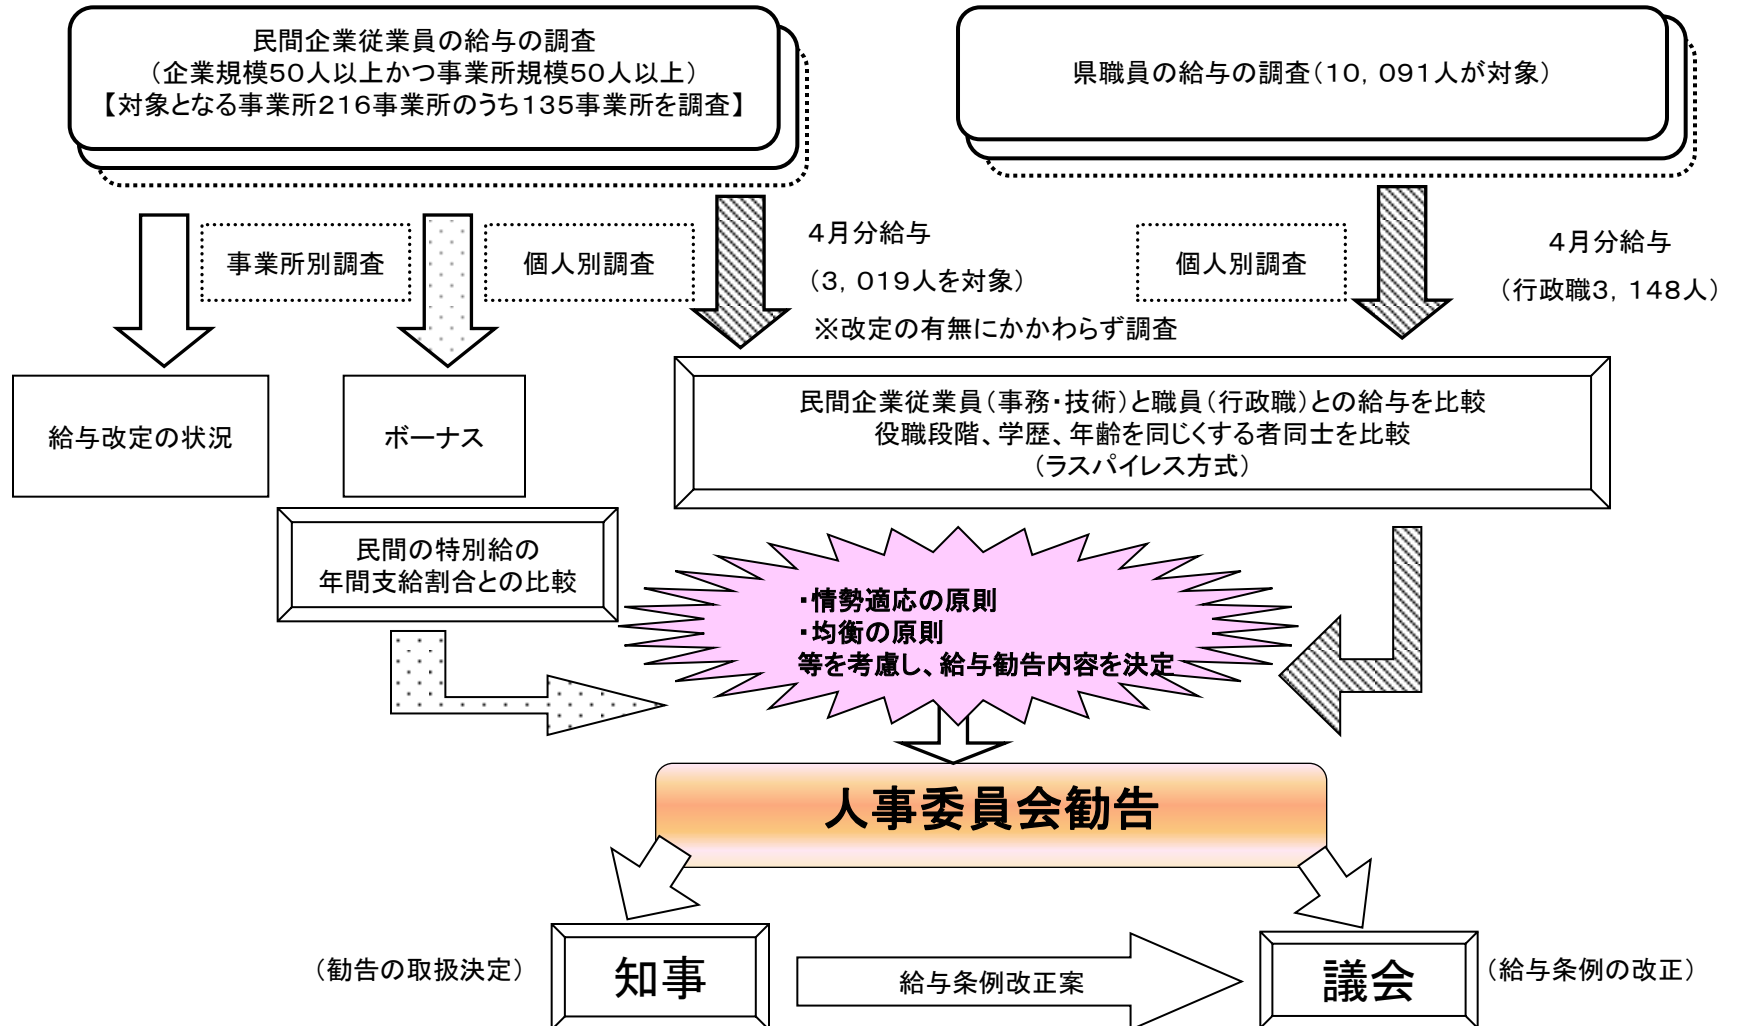 民間企業従業員の給与の調査
（企業規模５０人以上かつ事業所規模５０人以上）
【対象となる事業所２１６事業所のうち１３５事業所を調査】
県職員の給与の調査（１０，０９１人が対象）
事業所別調査
個人別調査
４月分給与
（３，０１９人を対象）
※改定の有無にかかわらず調査
個人別調査
４月分給与
（行政職３，１４８人）
給与改定の状況
ボーナス
民間企業従業員（事務・技術）と職員（行政職）との給与を比較
役職段階、学歴、年齢を同じくする者同士を比較
（ラスパイレス方式）
民間の特別給の
年間支給割合との比較
・情勢適応の原則
・均衡の原則
等を考慮し、給与勧告内容を決定
人事委員会勧告
（勧告の取扱決定）
知事
給与条例改正案
議会
（給与条例の改正）